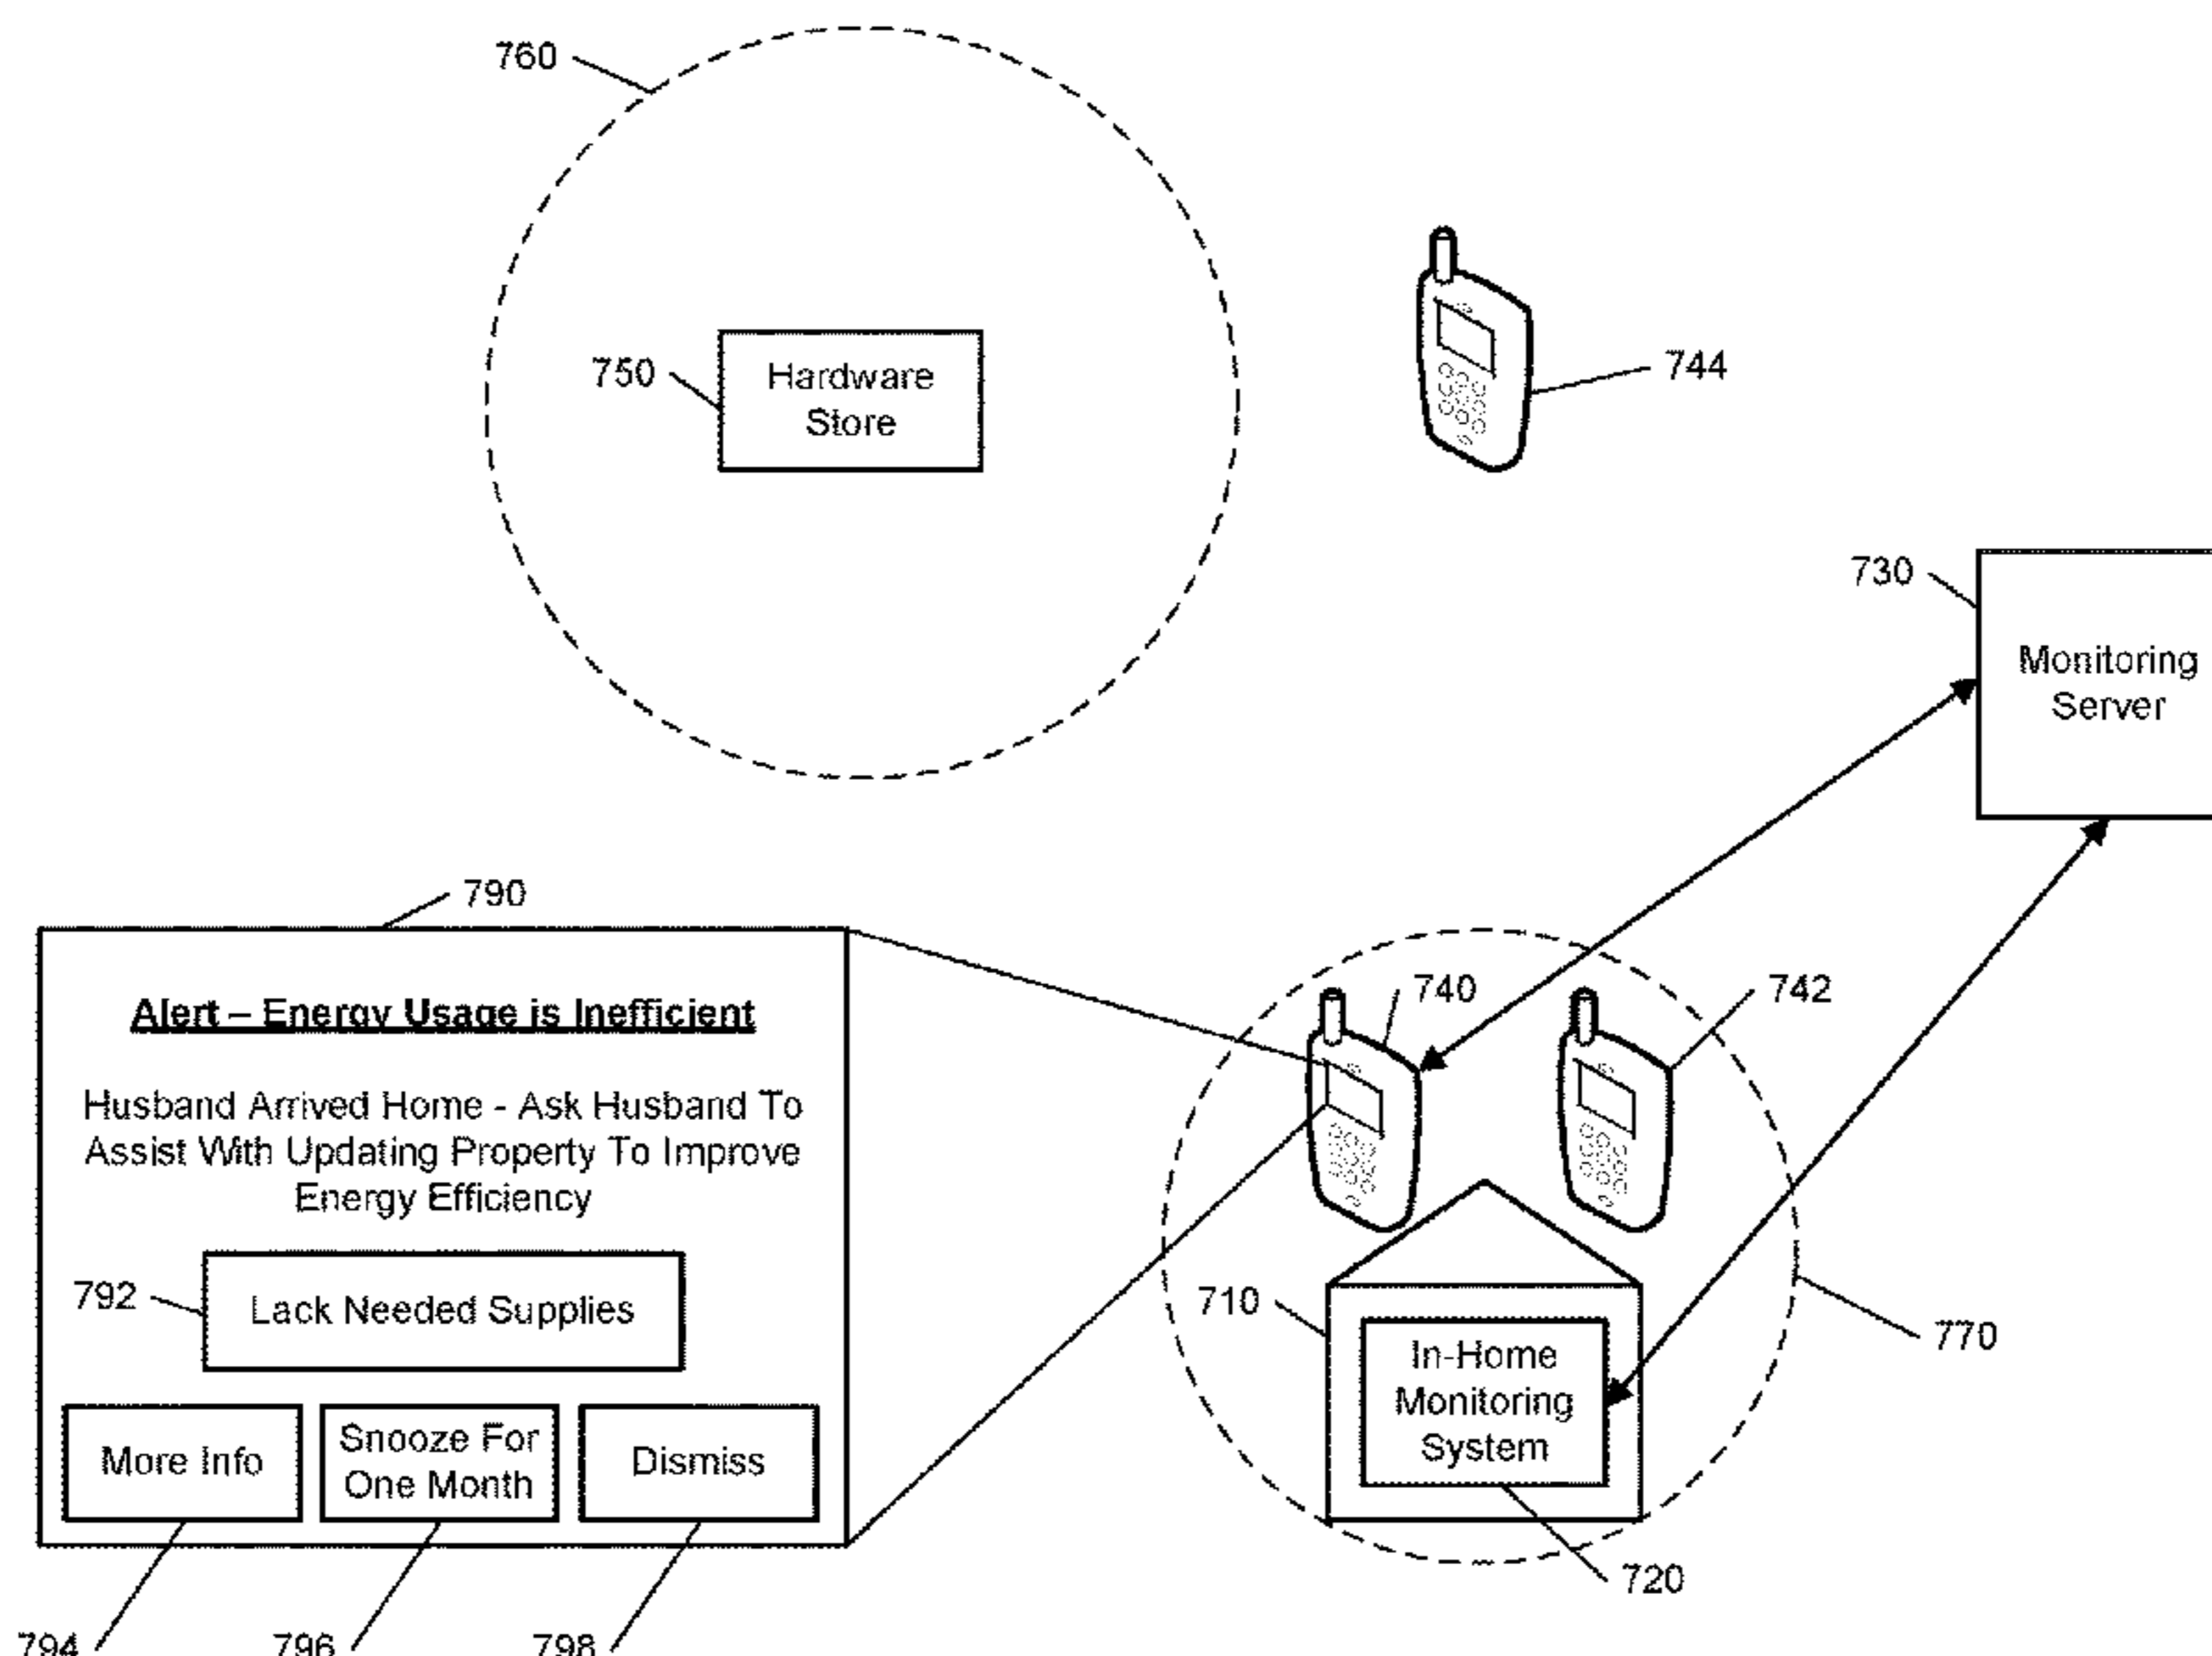 760
750
Hardware
Store
744
730
Monitoring
Server
790
Alert – Energy Usage is Inefficient
Husband Arrived Home - Ask Husband To
Assist With Updating Property To Improve
Energy Efficiency
792
Lack Needed Supplies
More Info
Snooze For
One Month
Dismiss
794
796
798
740
742
710
In-Home
Monitoring
System
770
720